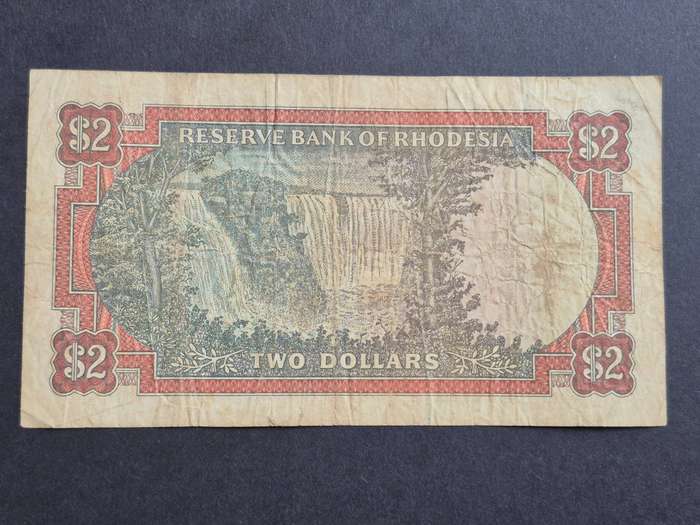 $2 $2
RESERVE BANK OF RHODESIA
$2 TWO DOLLARS $2